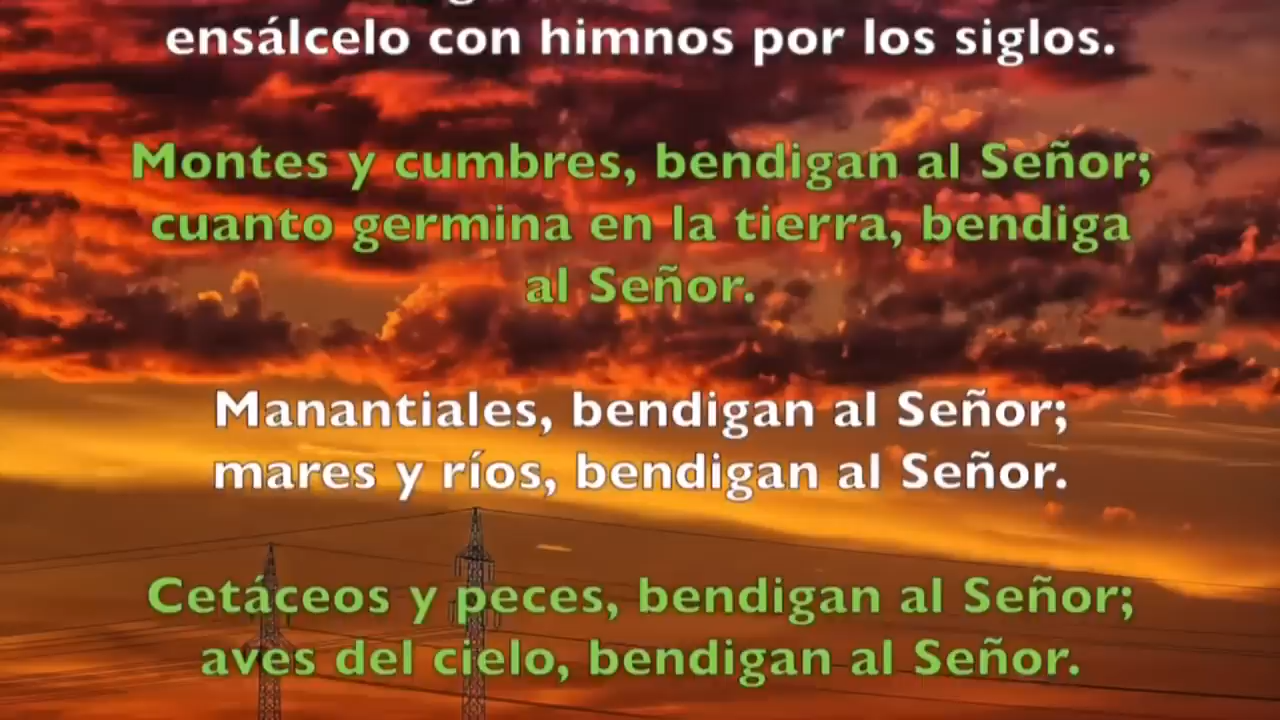 ensálcelo con himnos por los siglos.
Montes y cumbres, bendigan al Señor;
cuanto germina en la tierra, bendiga
al Señor.
Manantiales, bendigan al Señor;
mares y ríos, bendigan al Señor.
Cetáceos y peces, bendigan al Señor;
aves del cielo, bendigan al Señor.